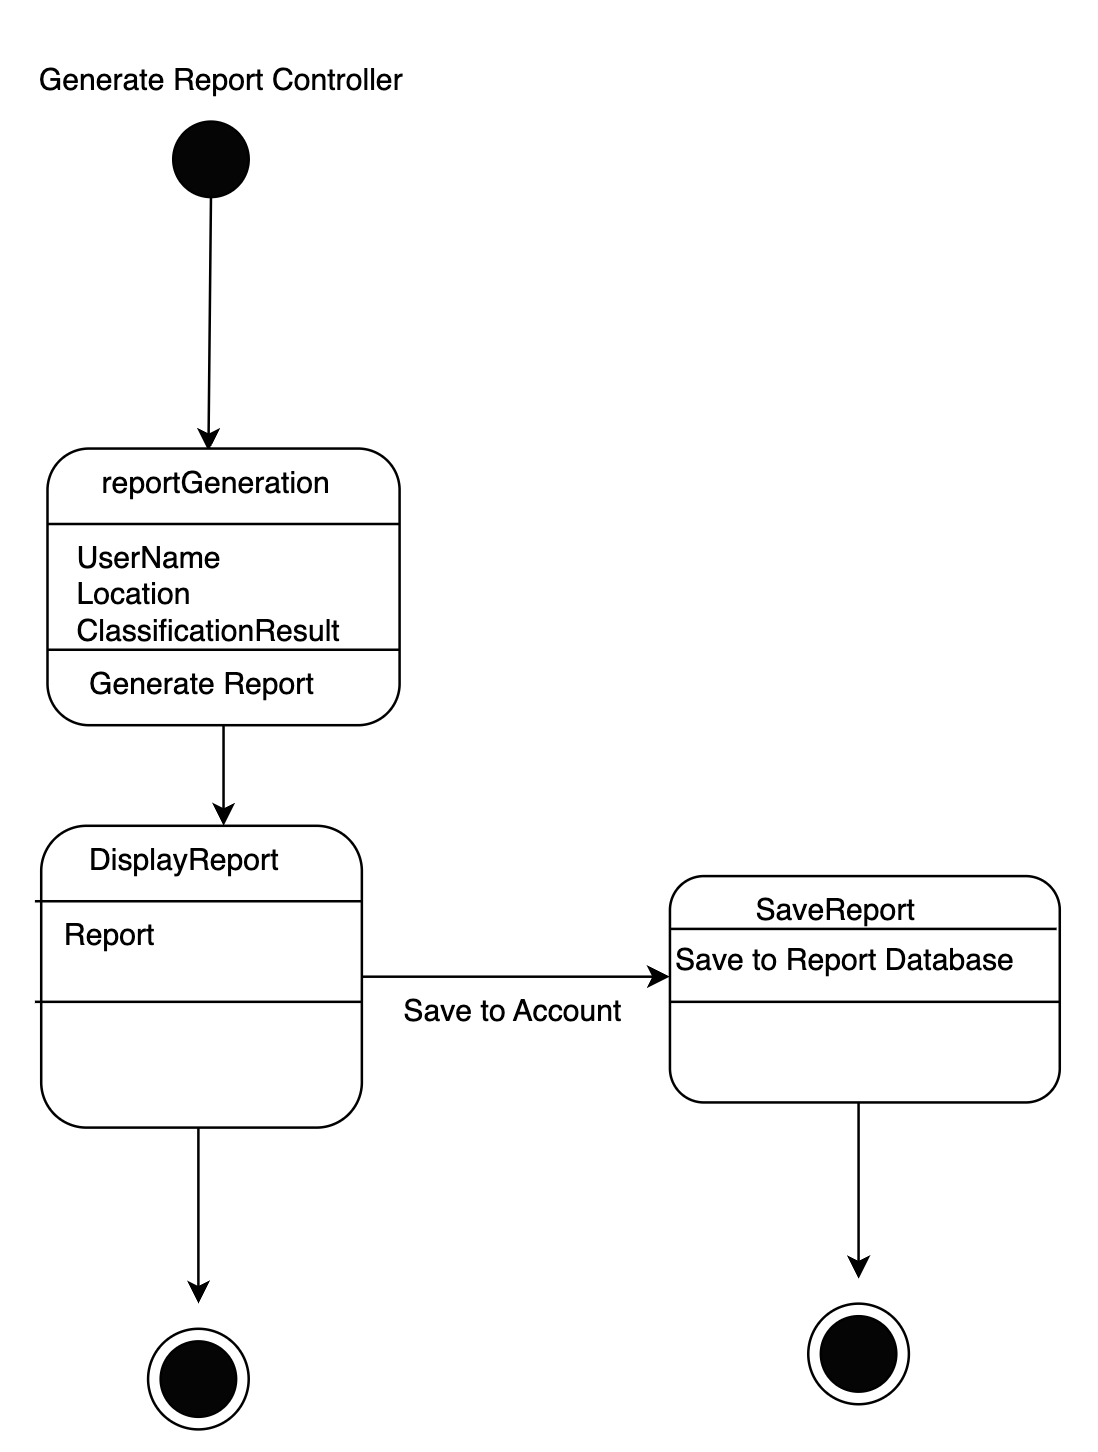 Generate Report Controller
reportGeneration
UserName
Location
ClassificationResult
Generate Report
DisplayReport
Report
Save to Account
SaveReport
Save to Report Database